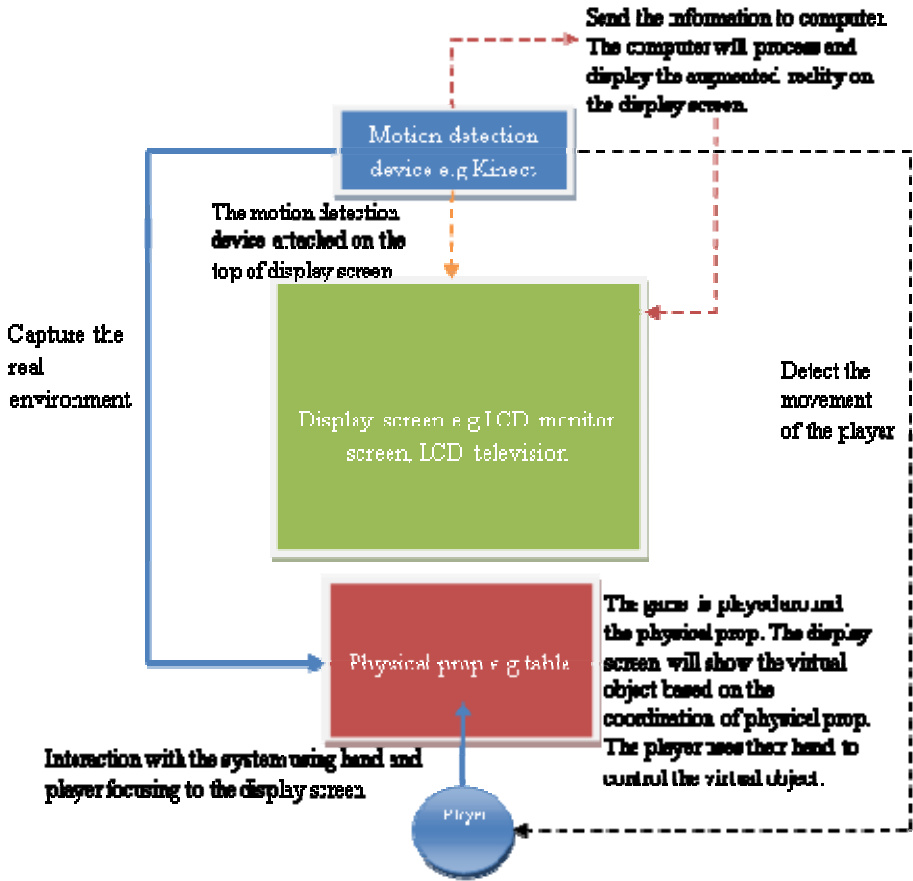 Send the information to computer.
The computer will process and
display the augmented reality on
the display screen.
Motion detection
device e.g Kinect
The motion detection
device attached on the
top of display screen
Capture the
real
environment
Detect the
movement
of the player
Display screen e.g LCD monitor
screen, LCD television
Physical prop e.g table
The game is played around
the physical prop. The display
screen will show the virtual
object based on the
coordination of physical prop.
The player uses their hand to
control the virtual object.
Interaction with the system using hand and
player focusing to the display screen
Player